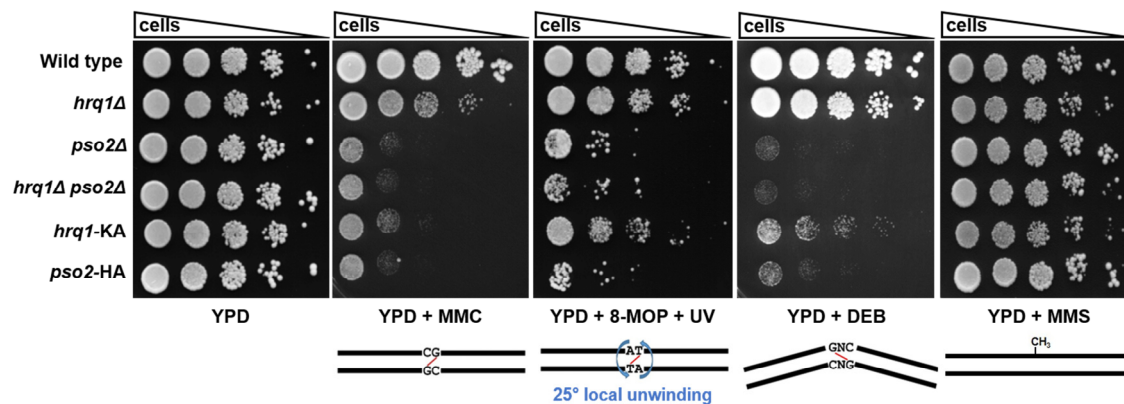 cells cells cells cells cells
Wild type
hrq1Δ
pso2Δ
hrq1Δ pso2Δ
hrq1-KA
pso2-HA
YPD YPD + MMC YPD + 8-MOP + UV YPD + DEB YPD + MMS
CG
GC
AT
TA
25° local unwinding
GNC
CNG
CH3